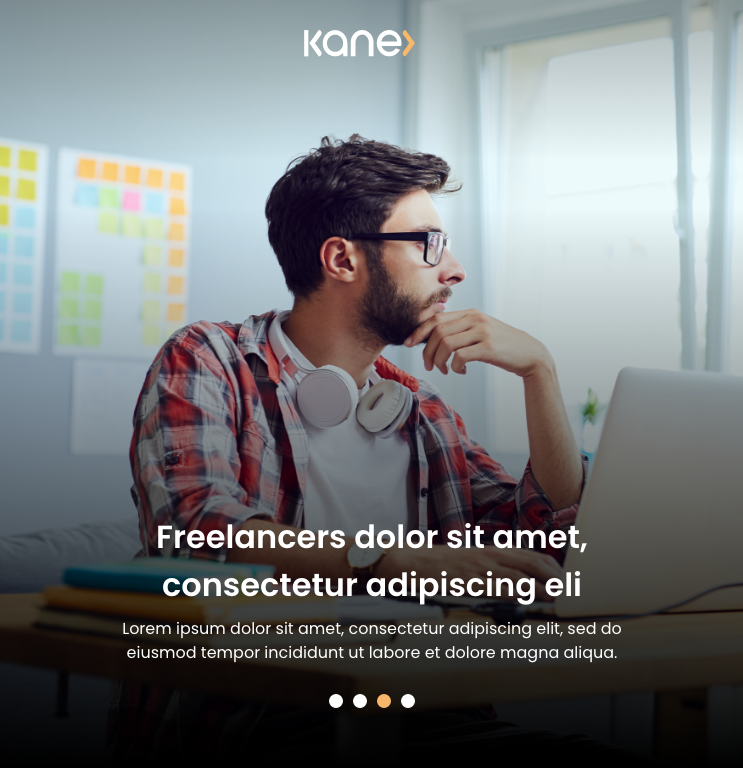 kane
Freelancers dolor sit amet,
consectetur adipiscing eli
Lorem ipsum dolor sit amet, consectetur adipiscing elit, sed do
eiusmod tempor incididunt ut labore et dolore magna aliqua.